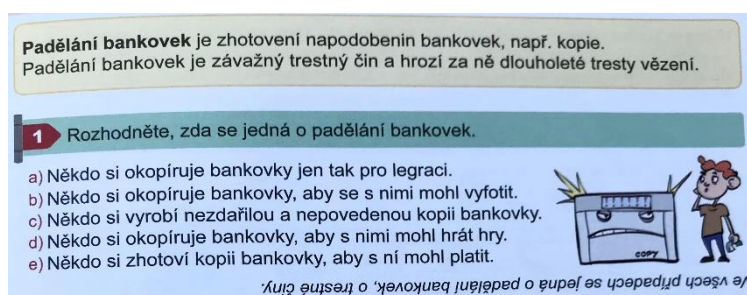 Padělání bankovek je zhotovení napodobenin bankovek, např. kopie.
Padělání bankovek je závažný trestný čin a hrozí za ně dlouholeté tresty vězení.
1 Rozhodněte, zda se jedná o padělání bankovek.
a) Někdo si okopíruje bankovky jen tak pro legraci.
b) Někdo si okopíruje bankovky, aby se s nimi mohl vyfotit.
c) Někdo si vyrobí nezdařilou a nepovedenou kopii bankovky.
d) Někdo si okopíruje bankovky, aby s nimi mohl hrát hry.
e) Někdo si zhotoví kopii bankovky, aby s ní mohl platit.
COPY
Ve všech případech se jedná o padělání bankovek, o trestné činy.